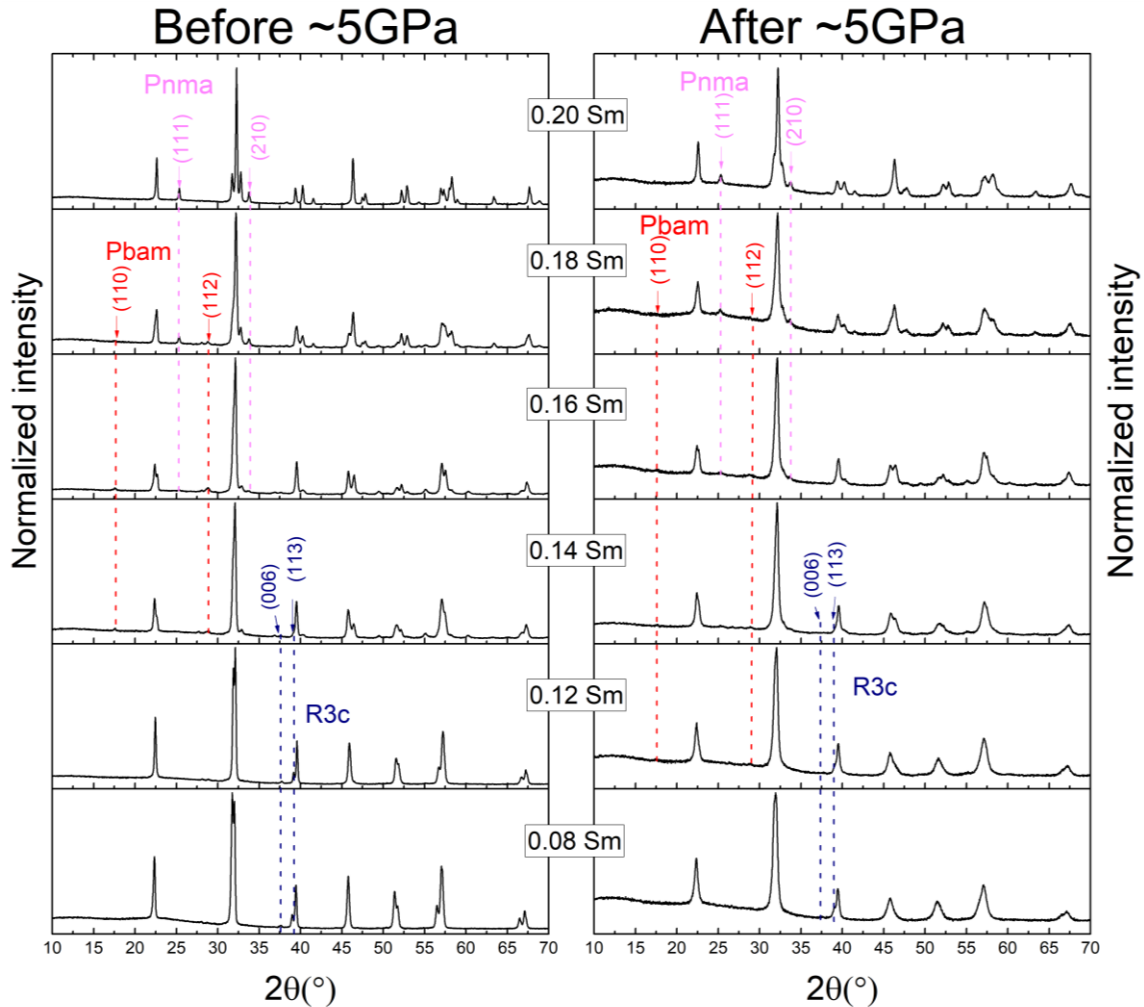 Before ~5GPa
After ~5GPa
Pnma
(111)
(210)
0.20 Sm
Pnma
(111)
(210)
Pbam
(110)
(112)
0.18 Sm
Pbam
(110)
(112)
0.16 Sm
(006)
(113)
0.14 Sm
(006)
(113)
R3c
0.12 Sm
R3c
0.08 Sm
Normalized intensity
Normalized intensity
10 15 20 25 30 35 40 45 50 55 60 65 70
10 15 20 25 30 35 40 45 50 55 60 65 70
2θ(°)
2θ(°)